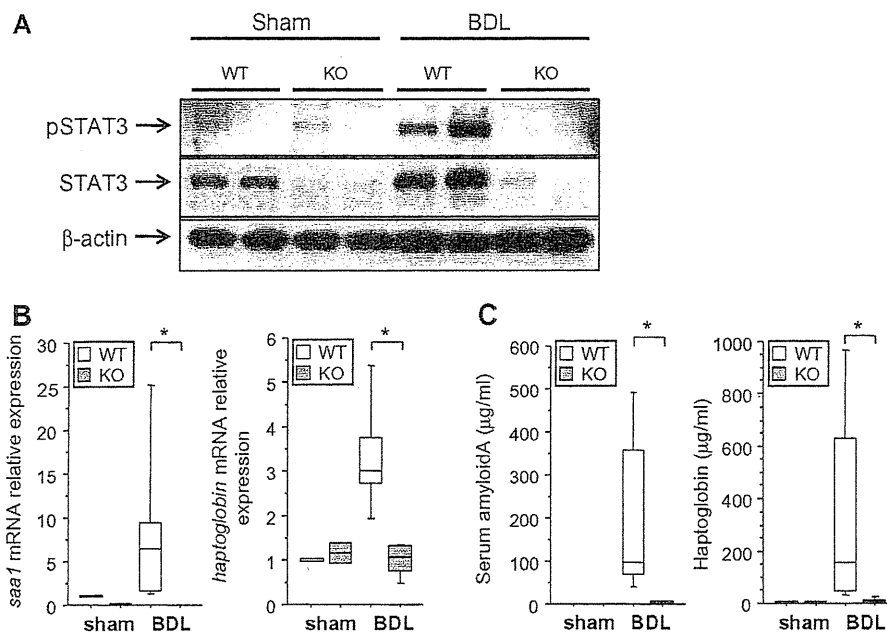 A
Sham BDL
WT KO WT KO
pSTAT3
STAT3
β-actin
B
saa1 mRNA relative expression
30
25
20
15
10
5
0
WT
KO
*
sham BDL
haptoglobin mRNA relative
expression
6
5
4
3
2
1
0
WT
KO
*
sham BDL
C
Serum amyloidA (μg/ml)
600
500
400
300
200
100
0
WT
KO
*
sham BDL
Haptoglobin (μg/ml)
1000
800
600
400
200
0
WT
KO
*
sham BDL